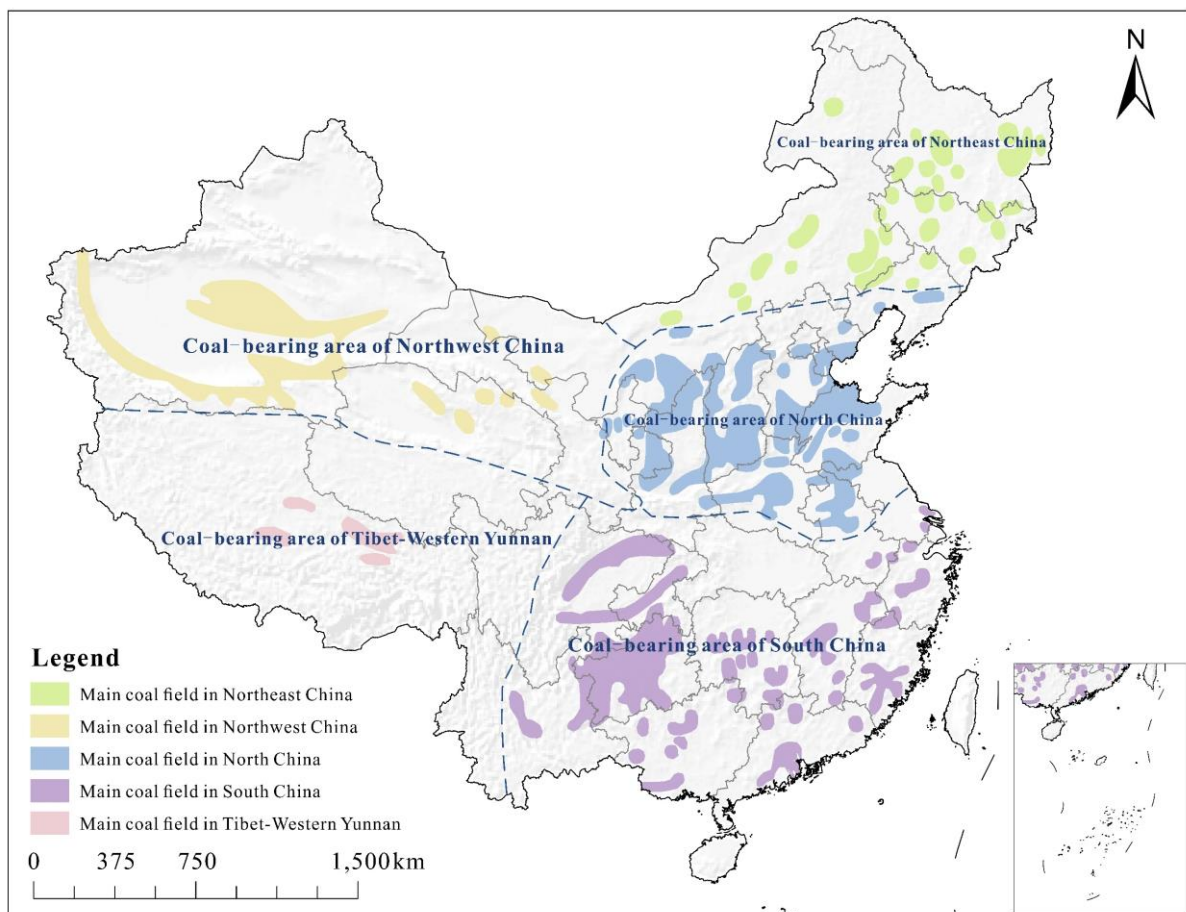 N
Coal-bearing area of Northeast China
Coal-bearing area of Northwest China
Coal-bearing area of North China
Coal-bearing area of Tibet-Western Yunnan
Coal-bearing area of South China
Legend
Main coal field in Northeast China
Main coal field in Northwest China
Main coal field in North China
Main coal field in South China
Main coal field in Tibet-Western Yunnan
0 375 750 1,500km